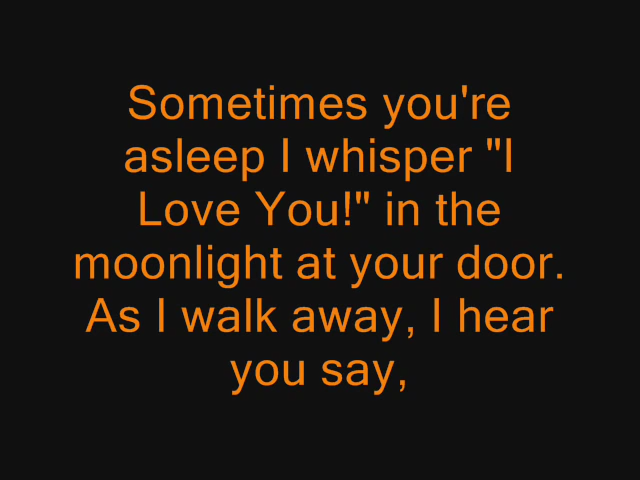 Sometimes you're
asleep I whisper "I
Love You!" in the
moonlight at your door.
As I walk away, I hear
you say,